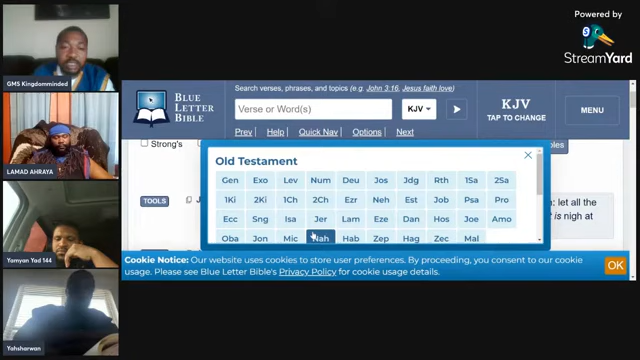 Powered by
StreamYard
GMS Kingdomminded
LAMAD AHRAYA
Yamyan Yad 144
Yahsharwan
BLUE
LETTER
BIBLE
Search verses, phrases, and topics (e.g. John 3:16, Jesus faith love)
Verse or Word(s)
KJV
KJV
TAP TO CHANGE
MENU
Prev Help Quick Nav Options Next
Strong's
Old Testament
Gen Exo Lev Num Deu Jos Jdg Rth 1Sa 2Sa
1Ki 2Ki 1Ch 2Ch Ezr Neh Est Job Psa Pro
Ecc Sng Isa Jer Lam Eze Dan Hos Joe Amo
Oba Jon Mic Nah Hab Zep Hag Zec Mal
TOOLS
: let all the
is nigh at
Cookie Notice: Our website uses cookies to store user preferences. By proceeding, you consent to our cookie
usage. Please see Blue Letter Bible's Privacy Policy for cookie usage details.
OK